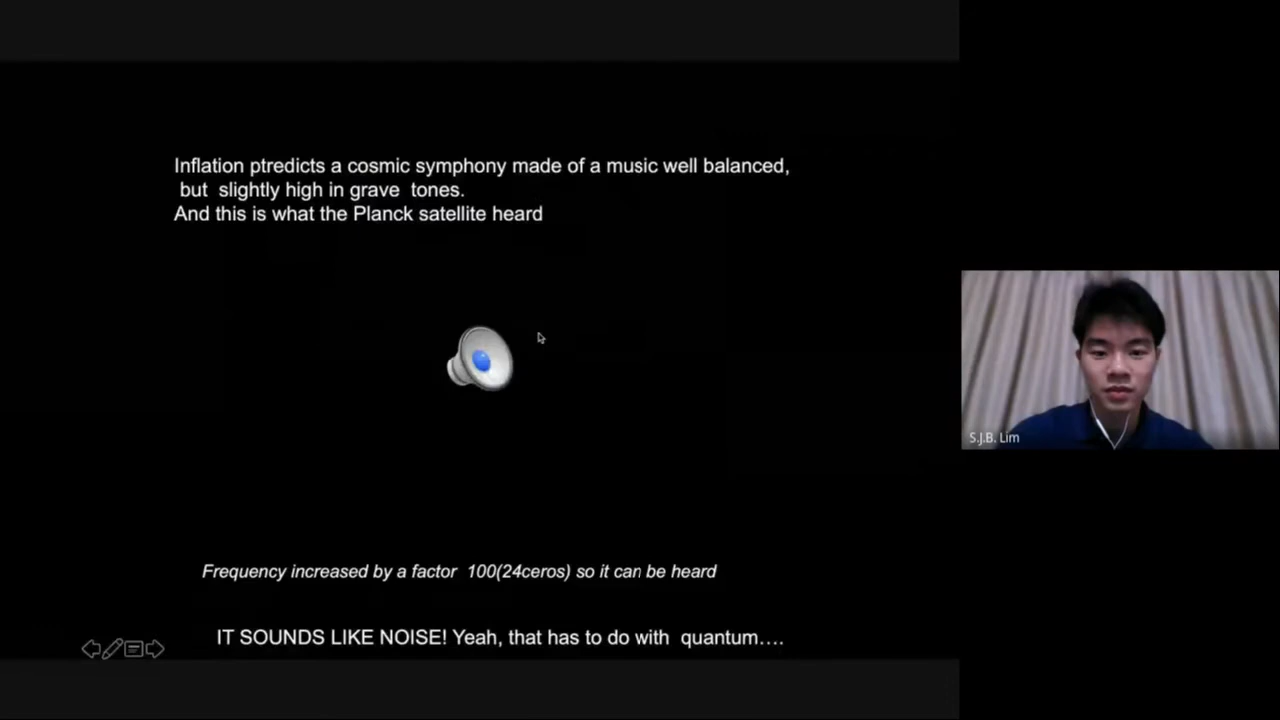 Inflation ptredicts a cosmic symphony made of a music well balanced,
but slightly high in grave tones.
And this is what the Planck satellite heard
S.J.B. Lim
Frequency increased by a factor 100(24ceros) so it can be heard
IT SOUNDS LIKE NOISE! Yeah, that has to do with quantum....